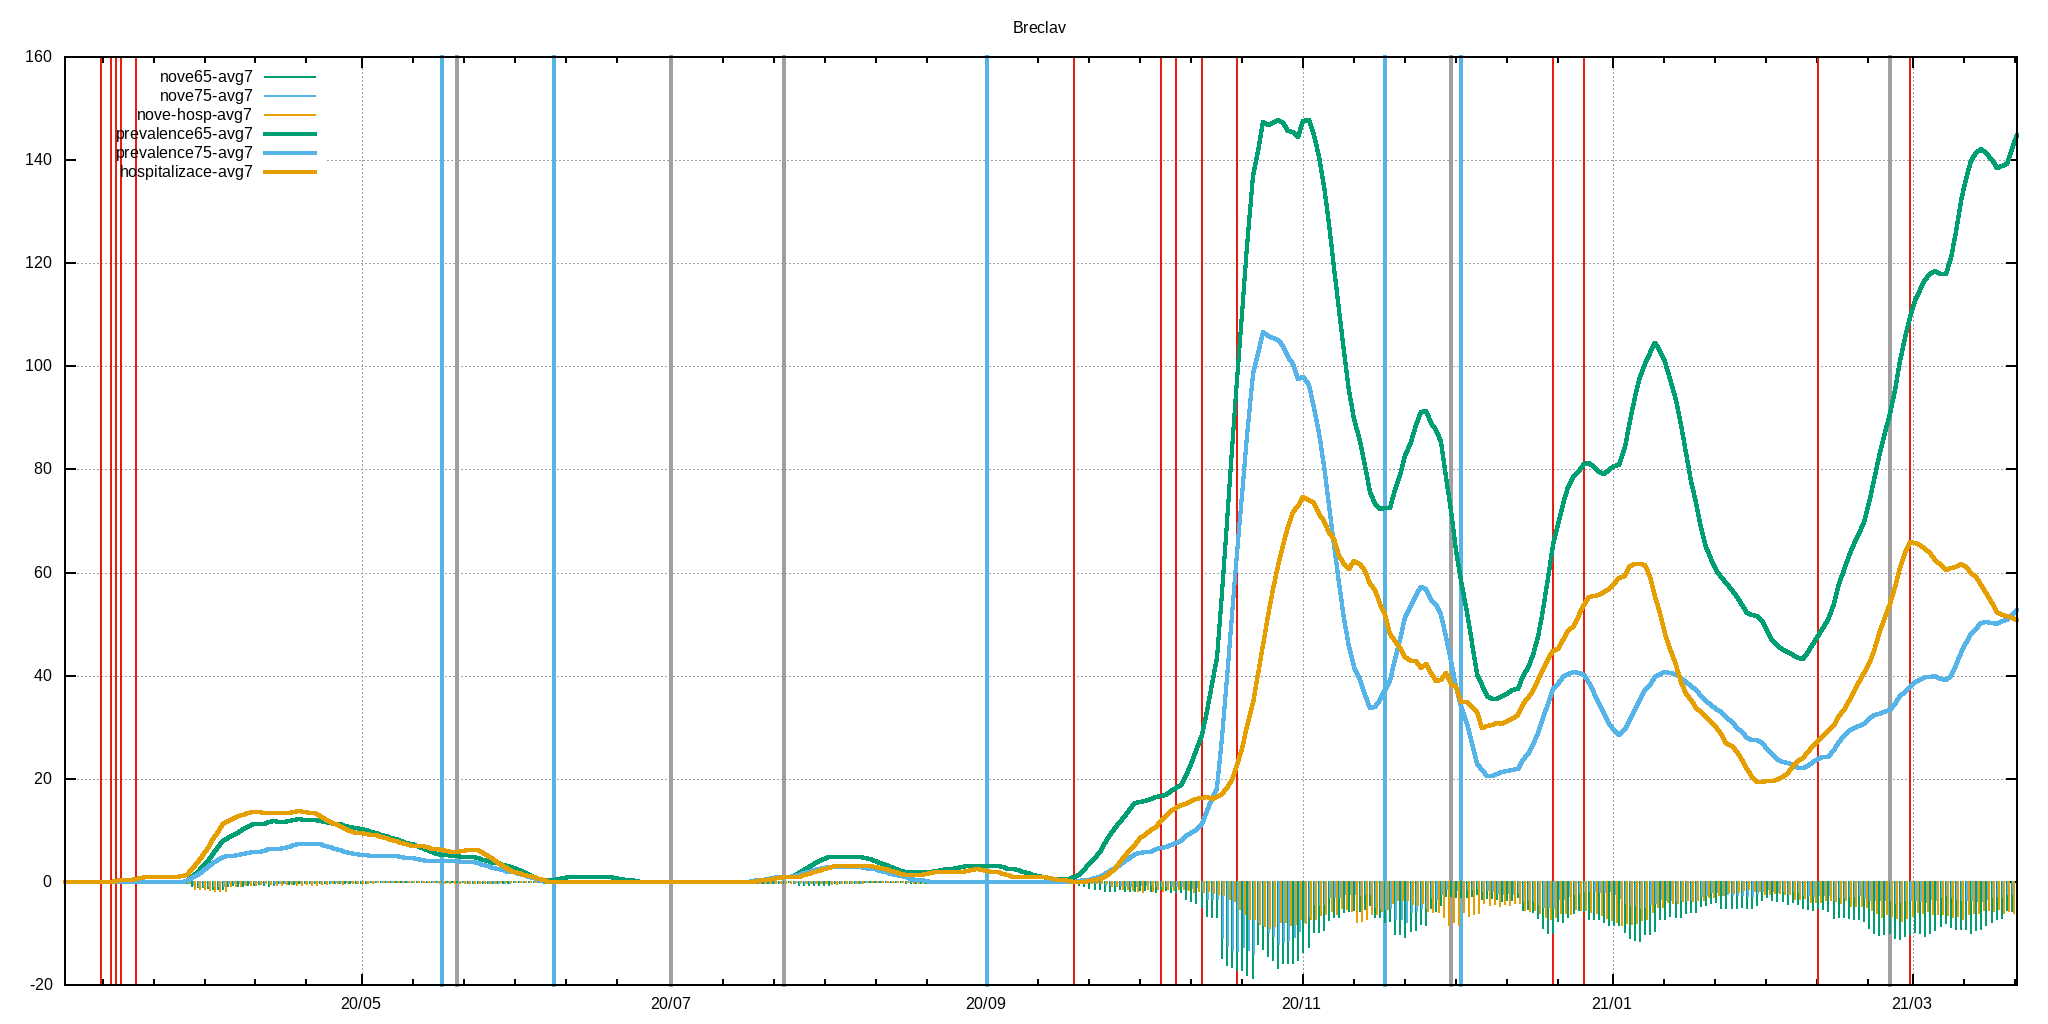 Breclav
160
140
120
100
80
60
40
20
0
-20
nove65-avg7
nove75-avg7
nove-hosp-avg7
prevalence65-avg7
prevalence75-avg7
hospitalizace-avg7
20/05 20/07 20/09 20/11 21/01 21/03